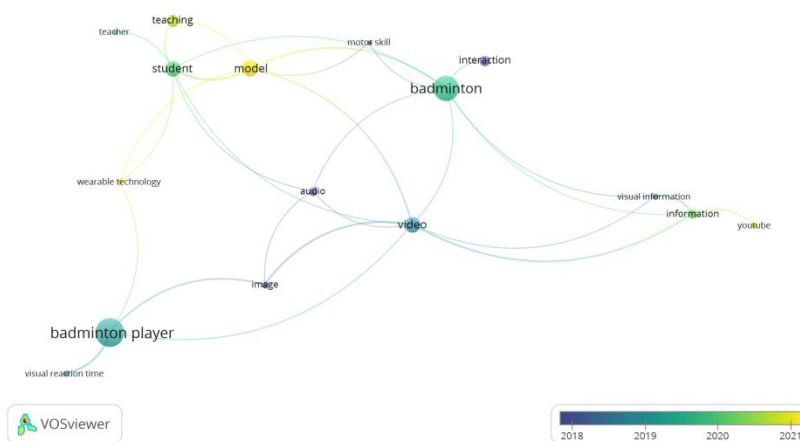 teaching
teacher
motor skill
interaction
student
model
badminton
wearable technology
audio
visual information
information
youtube
video
image
badminton player
visual reaction time
VOSviewer
2018 2019 2020 2021